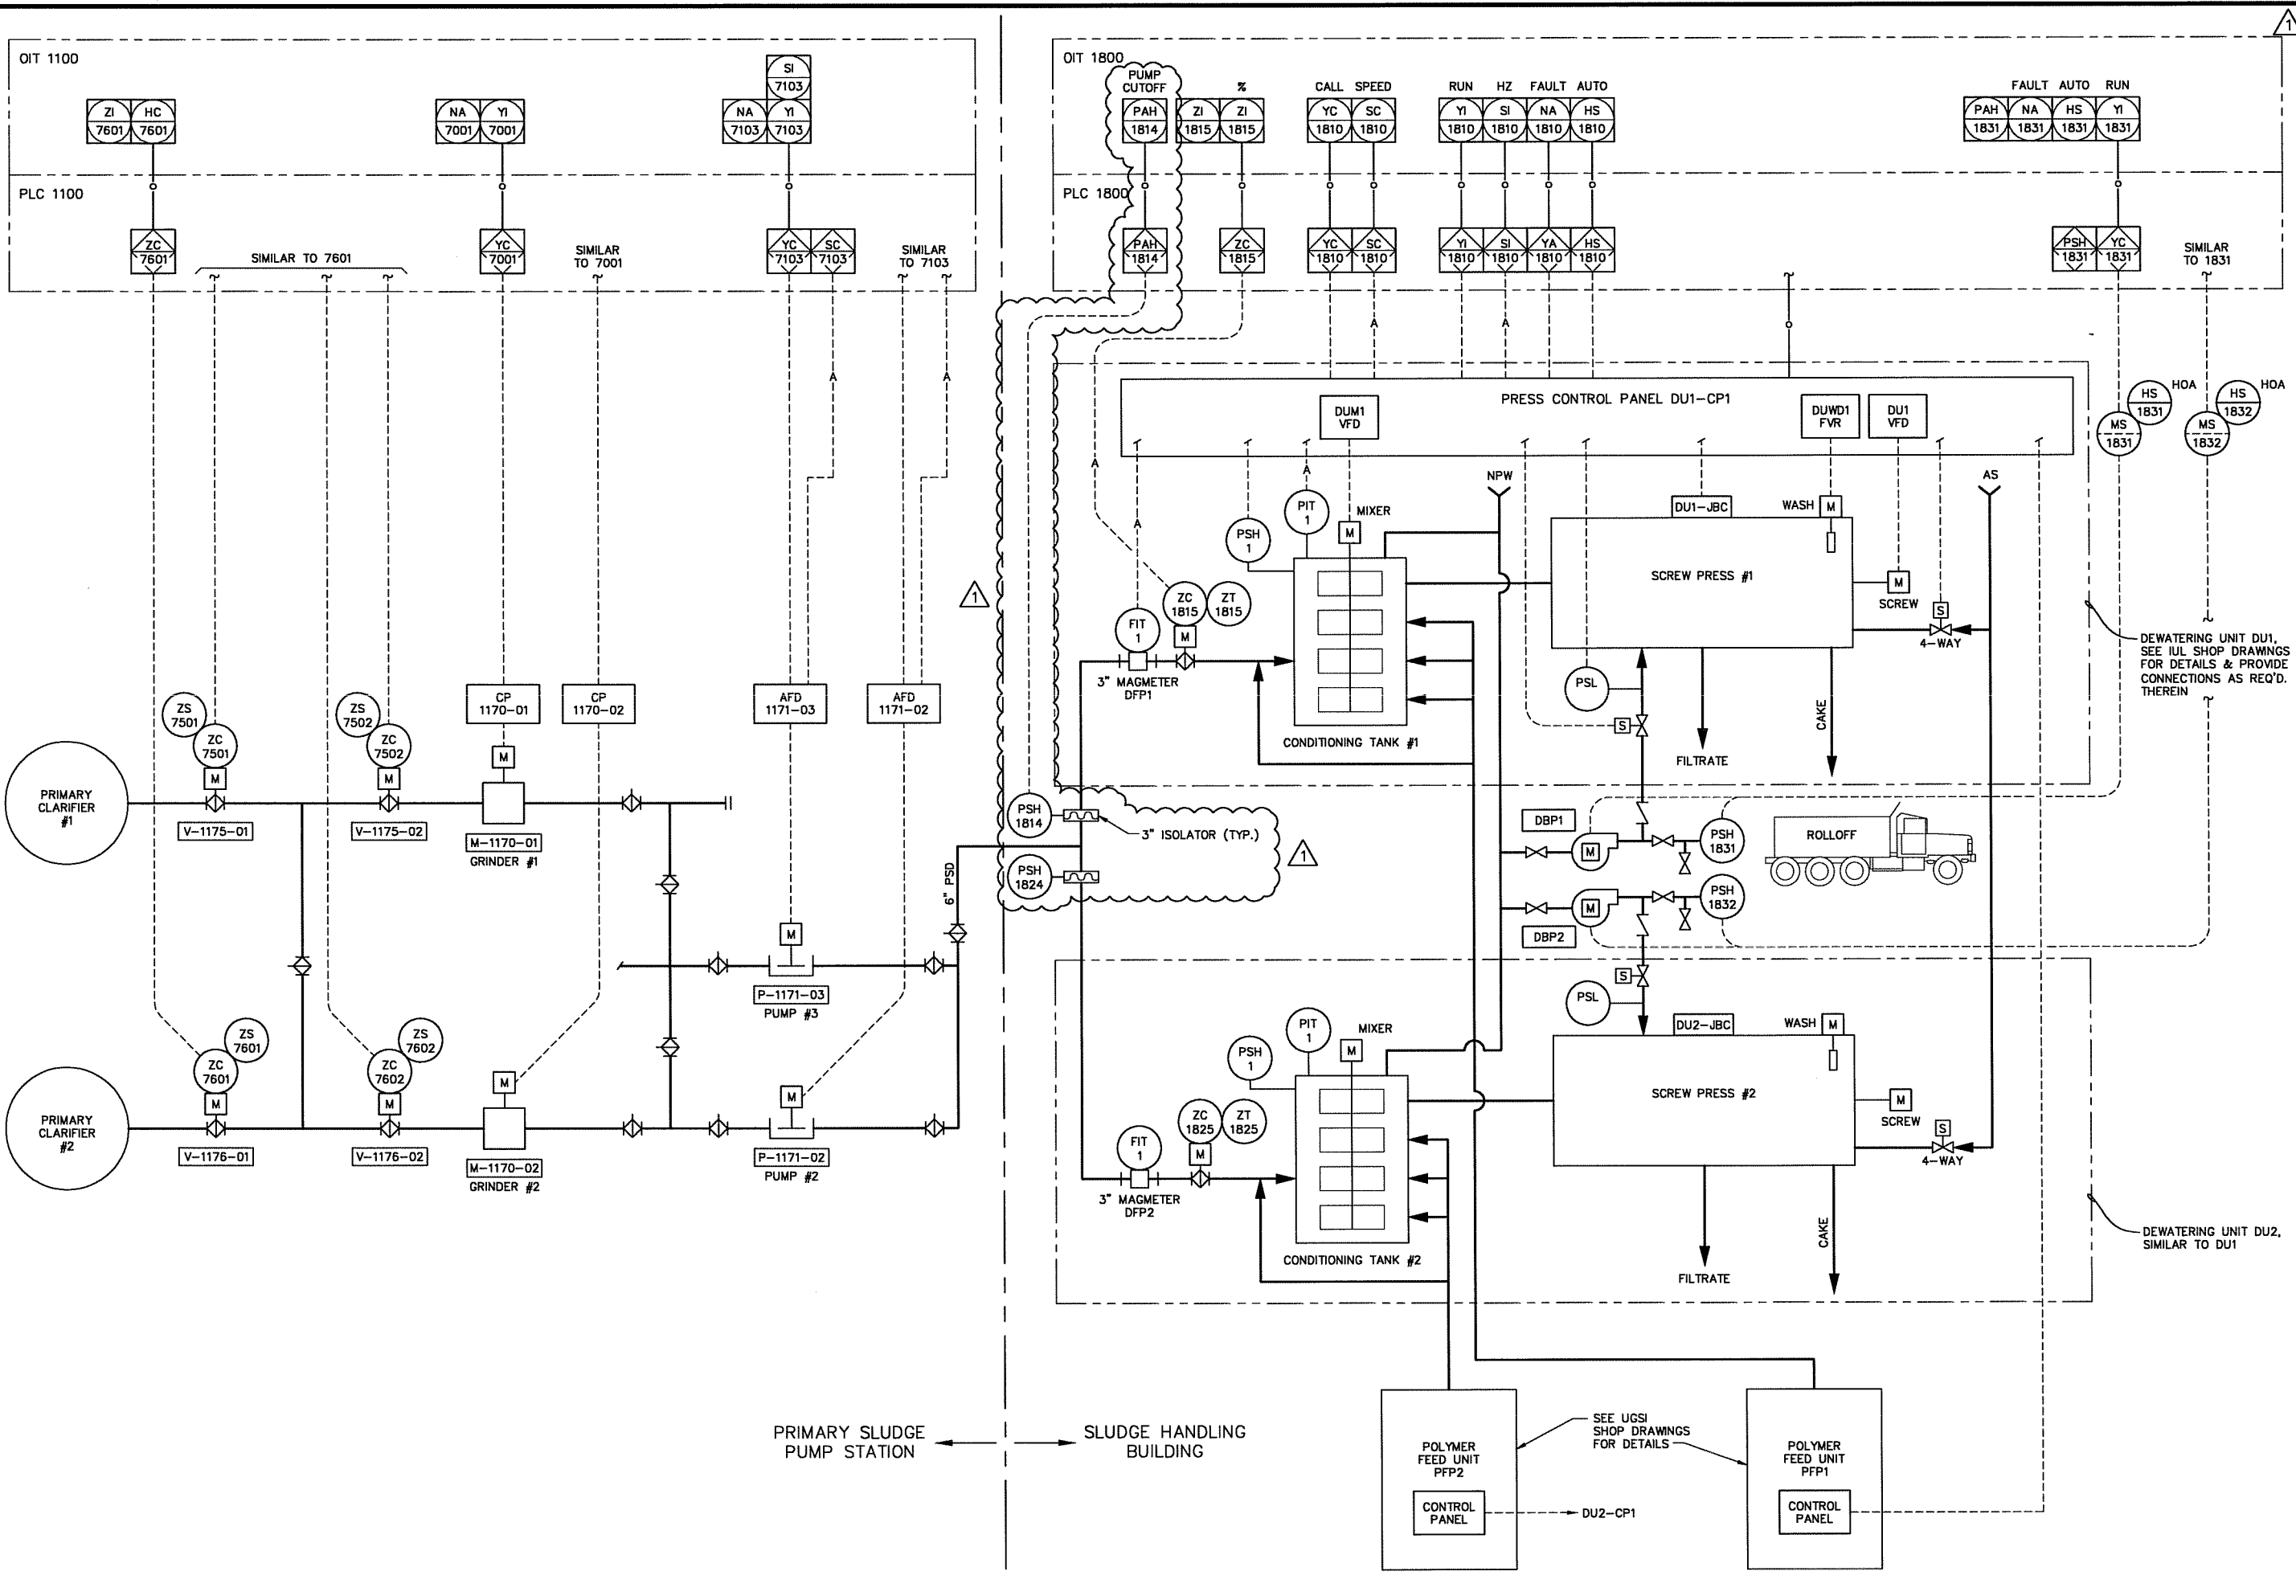 OIT 1100
SI
7103
ZI
7601
HC
7601
NA
7001
YI
7001
NA
7103
YI
7103
PLC 1100
ZC
7601
SIMILAR TO 7601
YC
7001
SIMILAR
TO 7001
YC
7103
SC
7103
SIMILAR
TO 7103
A
A
ZS
7501
ZC
7501
M
ZS
7502
ZC
7502
M
CP
1170-01
M
CP
1170-02
AFD
1171-03
AFD
1171-02
PRIMARY
CLARIFIER
#1
V-1175-01
V-1175-02
M-1170-01
GRINDER #1
6" PSD
M
P-1171-03
PUMP #3
ZS
7601
ZC
7601
M
ZS
7602
ZC
7602
M
M
M
PRIMARY
CLARIFIER
#2
V-1176-01
V-1176-02
M-1170-02
GRINDER #2
P-1171-02
PUMP #2
PRIMARY SLUDGE
PUMP STATION
SLUDGE HANDLING
BUILDING
1
OIT 1800
PUMP
CUTOFF
PAH
1814
ZI
1815
%
ZI
1815
CALL
SPEED
YC
1810
SC
1810
RUN
HZ
FAULT
AUTO
YI
1810
SI
1810
NA
1810
HS
1810
FAULT
AUTO
RUN
PAH
1831
NA
1831
HS
1831
YI
1831
PLC 1800
PAH
1814
ZC
1815
YC
1810
SC
1810
YI
1810
SI
1810
YA
1810
HS
1810
PSH
1831
YC
1831
SIMILAR
TO 1831
A
A
PRESS CONTROL PANEL DU1-CP1
DUM1
VFD
DUWD1
FVR
DU1
VFD
HS
1831
HOA
MS
1831
HS
1832
HOA
MS
1832
A
A
A
NPW
AS
PIT
1
PSH
1
M
MIXER
DU1-JBC
WASH
M
SCREW PRESS #1
M
SCREW
S
4-WAY
1
ZC
1815
ZT
1815
FIT
1
M
3" MAGMETER
DFP1
PSL
S
CONDITIONING TANK #1
FILTRATE
CAKE
DEWATERING UNIT DU1,
SEE IUL SHOP DRAWINGS
FOR DETAILS & PROVIDE
CONNECTIONS AS REQ'D.
THEREIN
PSH
1814
3" ISOLATOR (TYP.)
PSH
1824
1
DBP1
M
PSH
1831
ROLLOFF
M
PSH
1832
DBP2
S
PSL
PIT
1
PSH
1
M
MIXER
DU2-JBC
WASH
M
SCREW PRESS #2
M
SCREW
S
4-WAY
ZC
1825
ZT
1825
FIT
1
M
3" MAGMETER
DFP2
CONDITIONING TANK #2
FILTRATE
CAKE
DEWATERING UNIT DU2,
SIMILAR TO DU1
SEE UGSI
SHOP DRAWINGS
FOR DETAILS
POLYMER
FEED UNIT
PFP2
CONTROL
PANEL
DU2-CP1
POLYMER
FEED UNIT
PFP1
CONTROL
PANEL